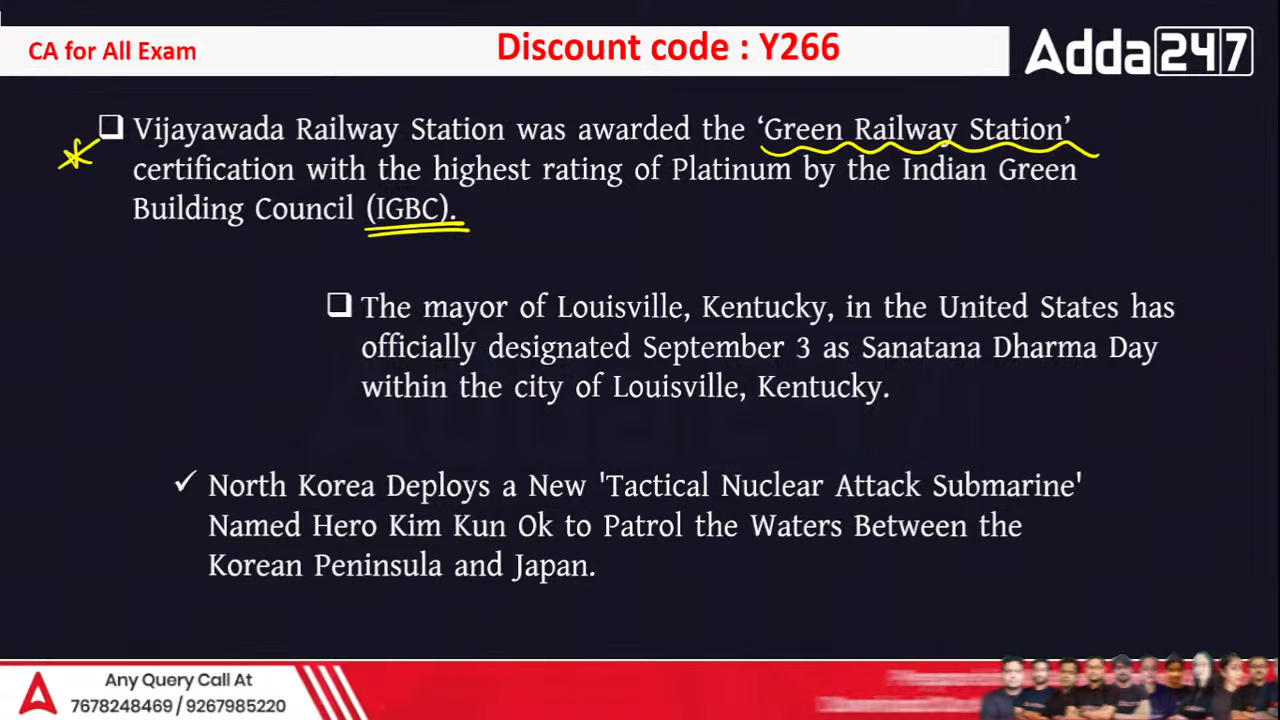 CA for All Exam
Discount code : Y266
Adda 247
Vijayawada Railway Station was awarded the ‘Green Railway Station’
certification with the highest rating of Platinum by the Indian Green
Building Council (IGBC).
The mayor of Louisville, Kentucky, in the United States has
officially designated September 3 as Sanatana Dharma Day
within the city of Louisville, Kentucky.
North Korea Deploys a New 'Tactical Nuclear Attack Submarine'
Named Hero Kim Kun Ok to Patrol the Waters Between the
Korean Peninsula and Japan.
Any Query Call At
7678248469 / 9267985220